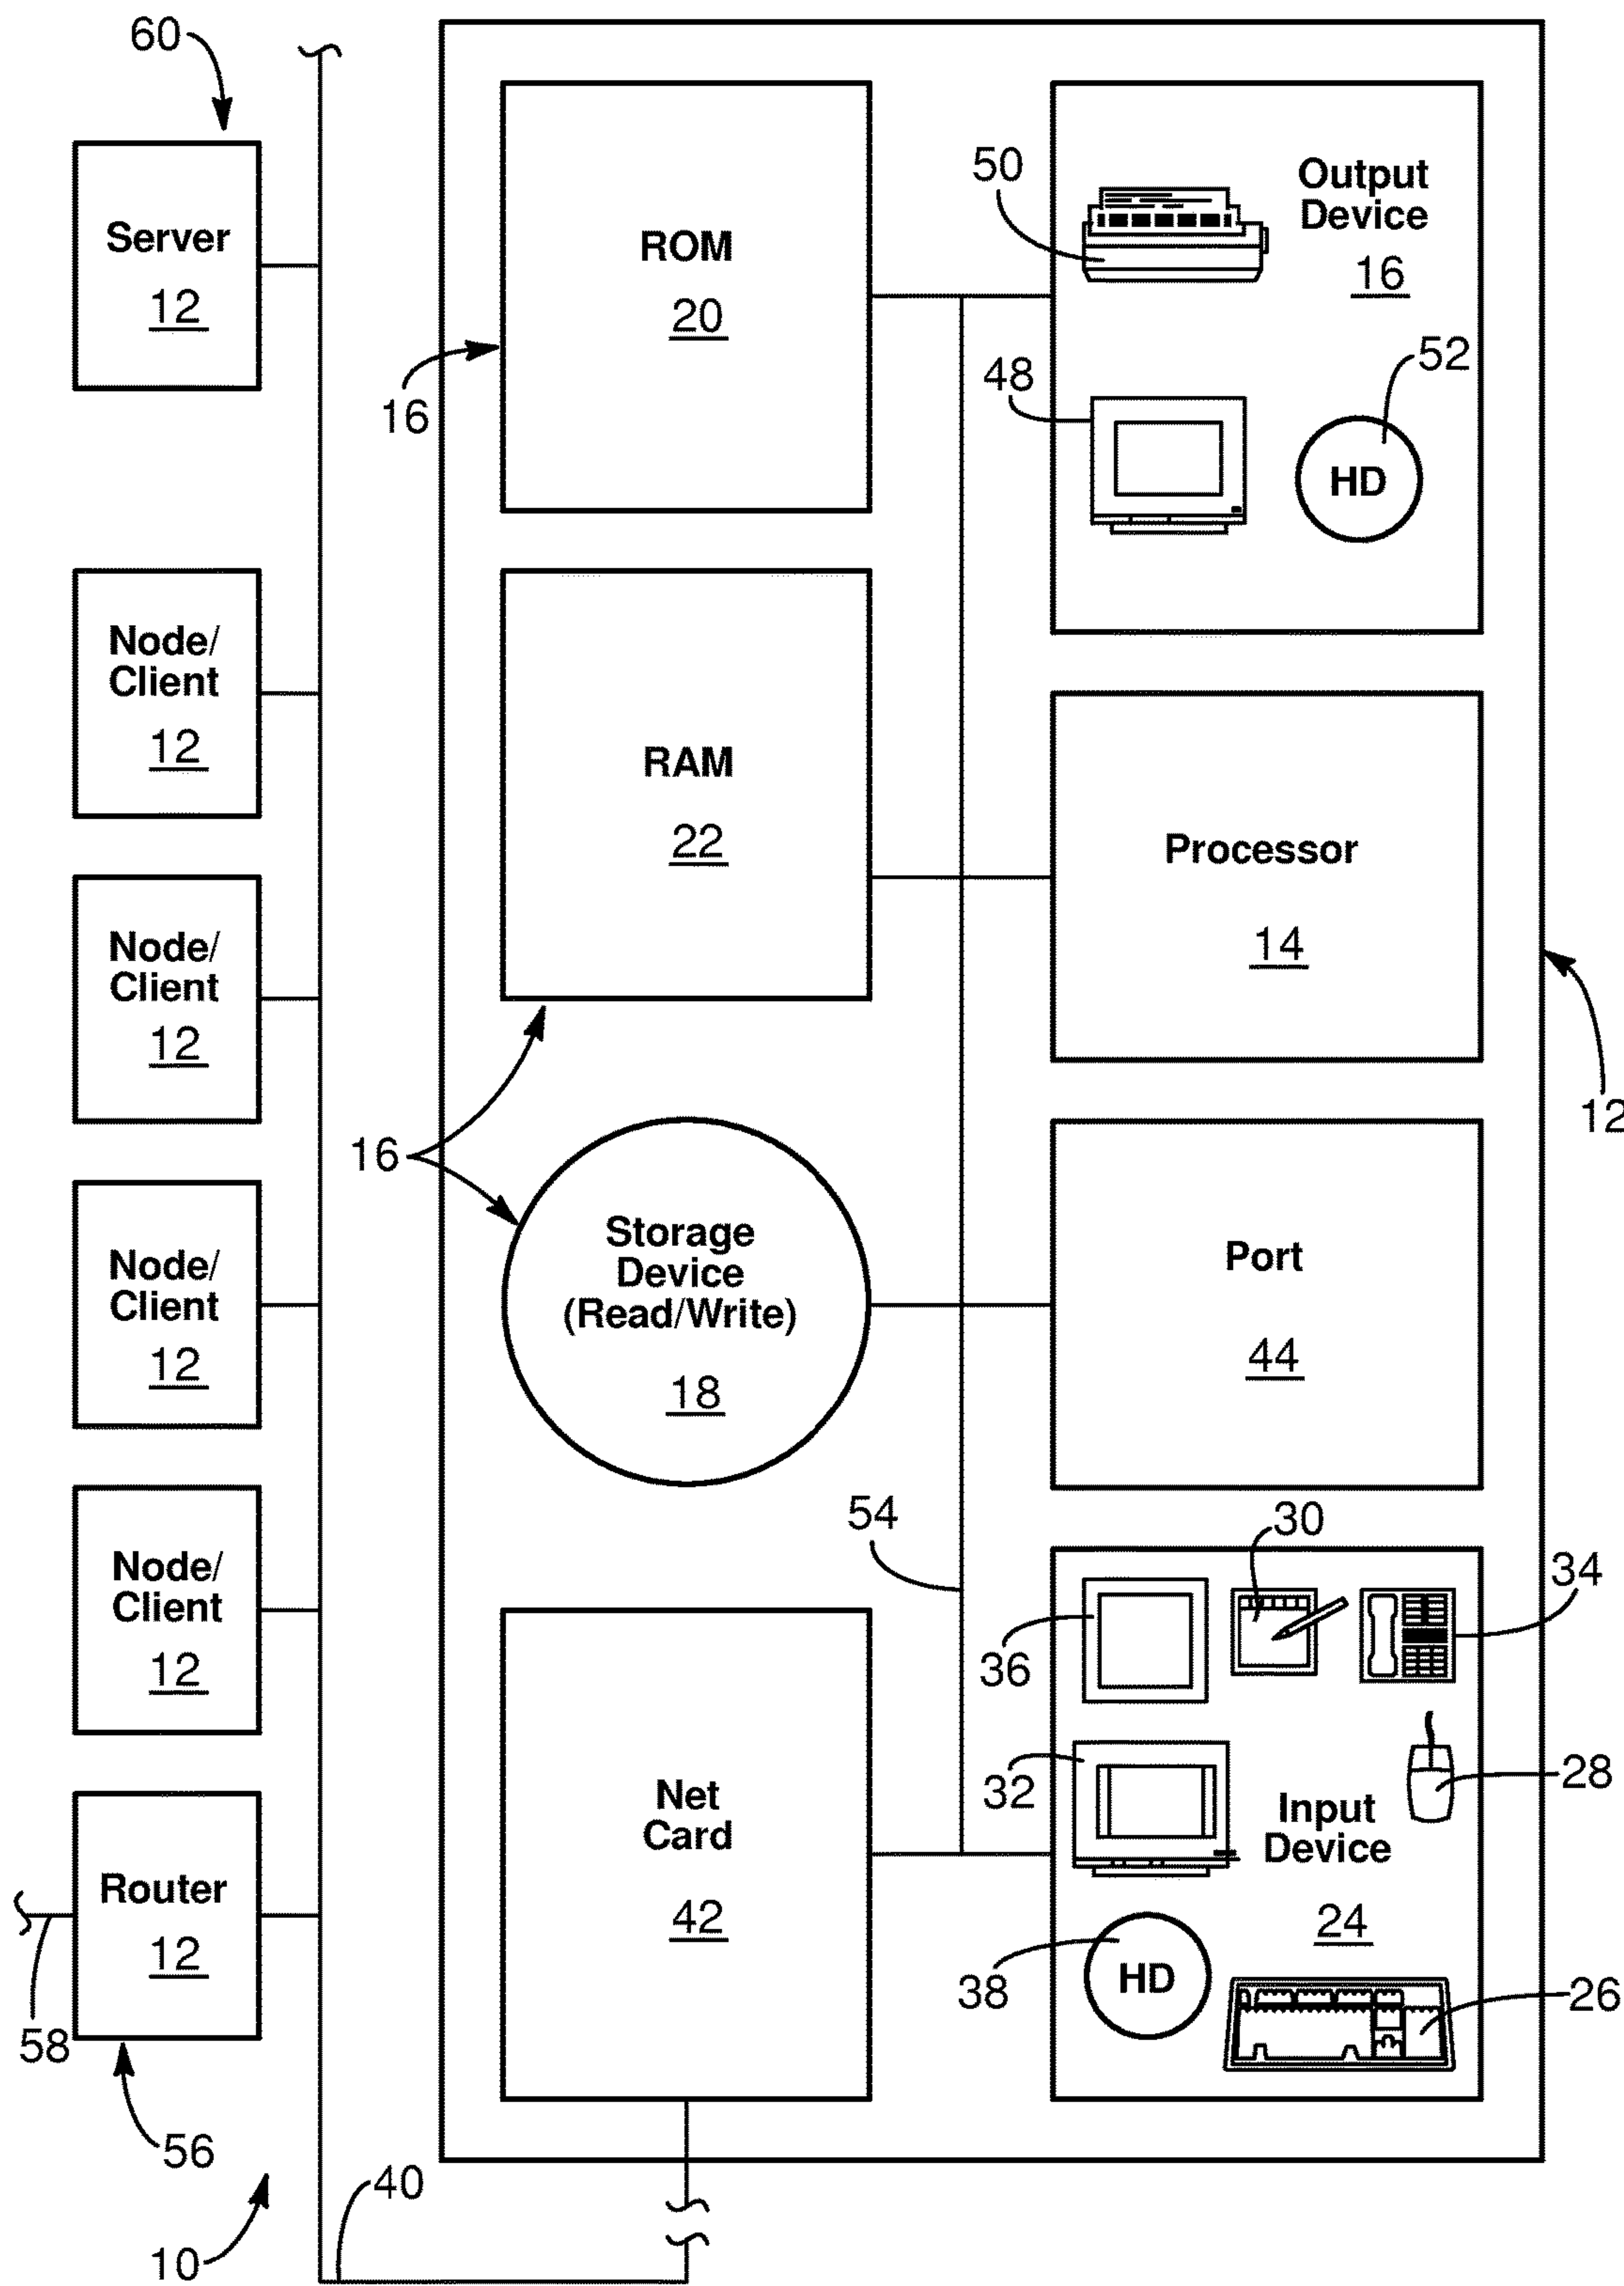 60
Server
12
Node/
Client
12
Node/
Client
12
Node/
Client
12
Node/
Client
12
Router
12
58
56
10
40
ROM
20
16
RAM
22
16
Storage
Device
(Read/Write)
18
54
Net
Card
42
Output
Device
16
50
48
52
HD
Processor
14
12
Port
44
30
34
36
32
28
Input
Device
24
38
HD
26